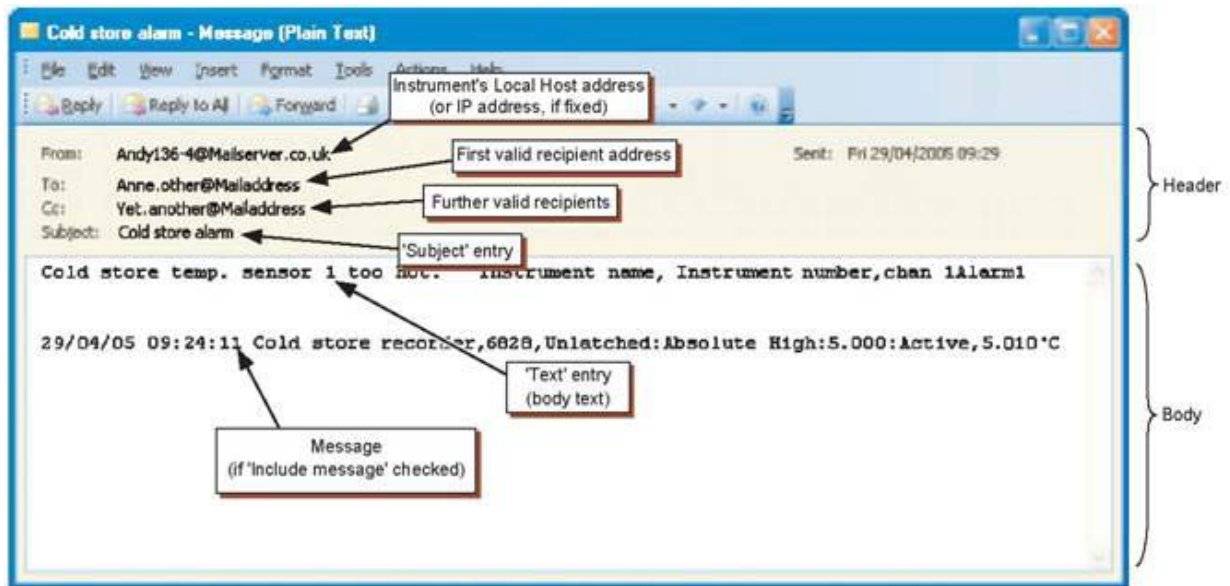 Cold store alarm - Message (Plain Text)
File Edit View Insert Format Tools Actions Help
Instrument's Local Host address
(or IP address, if fixed)
Reply Reply to All Forward
From: Andy136-4@Mailserver.co.uk
First valid recipient address
Sent: Fri 29/04/2005 09:29
To: Anne.other@Mailaddress
Header
Cc: Yet.another@Mailaddress
Further valid recipients
Subject: Cold store alarm
'Subject' entry
Cold store temp. sensor 1 too hot. Instrument name, Instrument number,chan 1Alarm1
29/04/05 09:24:11 Cold store recorder,6828,Unlatched:Absolute High:5.000:Active,5.010°C
'Text' entry
(body text)
Body
Message
(if 'Include message' checked)